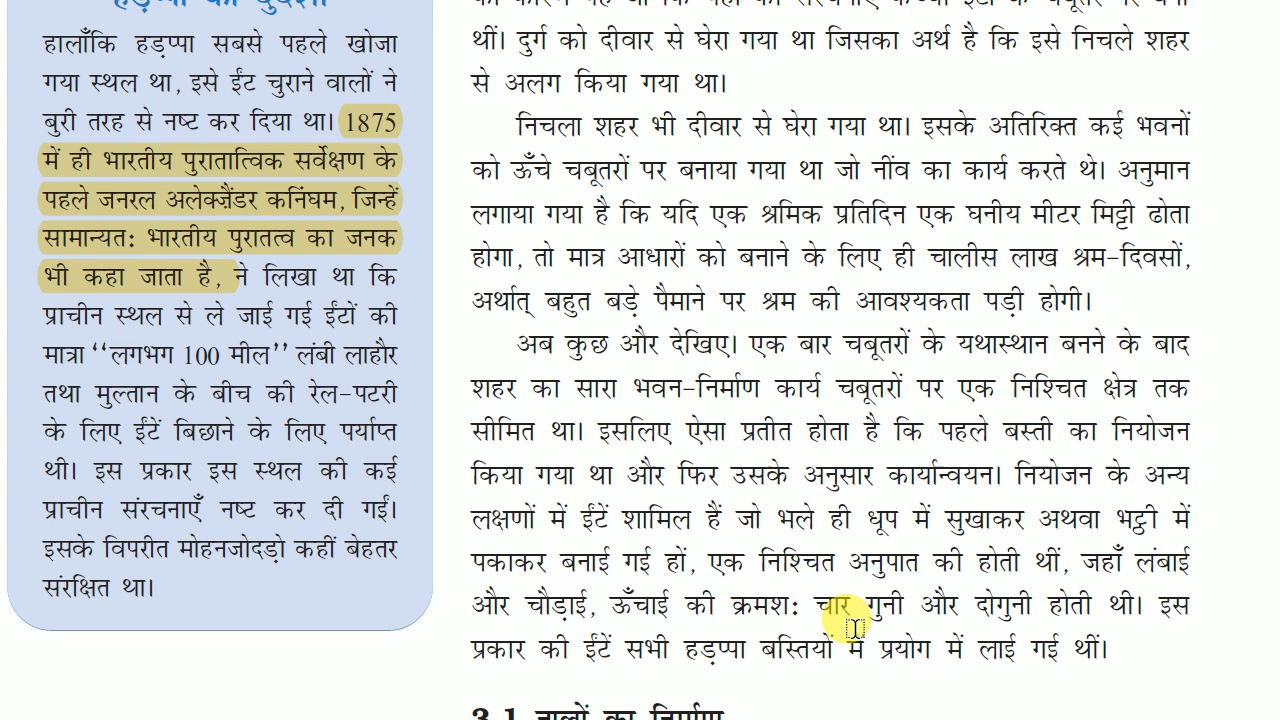 हड़प्पा की दुर्दशा
हालाँकि हड़प्पा सबसे पहले खोजा
गया स्थल था, इसे ईंट चुराने वालों ने
बुरी तरह से नष्ट कर दिया था। 1875
में ही भारतीय पुरातात्विक सर्वेक्षण के
पहले जनरल अलेक्ज़ैंडर कनिंघम, जिन्हें
सामान्यत: भारतीय पुरातत्व का जनक
भी कहा जाता है, ने लिखा था कि
प्राचीन स्थल से ले जाई गई ईंटों की
मात्रा “लगभग 100 मील” लंबी लाहौर
तथा मुल्तान के बीच की रेल-पटरी
के लिए ईंटें बिछाने के लिए पर्याप्त
थी। इस प्रकार इस स्थल की कई
प्राचीन संरचनाएँ नष्ट कर दी गईं।
इसके विपरीत मोहनजोदड़ो कहीं बेहतर
संरक्षित था।
थीं। दुर्ग को दीवार से घेरा गया था जिसका अर्थ है कि इसे निचले शहर
से अलग किया गया था।
निचला शहर भी दीवार से घेरा गया था। इसके अतिरिक्त कई भवनों
को ऊँचे चबूतरों पर बनाया गया था जो नींव का कार्य करते थे। अनुमान
लगाया गया है कि यदि एक श्रमिक प्रतिदिन एक घनीय मीटर मिट्टी ढोता
होगा, तो मात्र आधारों को बनाने के लिए ही चालीस लाख श्रम-दिवसों,
अर्थात् बहुत बड़े पैमाने पर श्रम की आवश्यकता पड़ी होगी।
अब कुछ और देखिए। एक बार चबूतरों के यथास्थान बनने के बाद
शहर का सारा भवन-निर्माण कार्य चबूतरों पर एक निश्चित क्षेत्र तक
सीमित था। इसलिए ऐसा प्रतीत होता है कि पहले बस्ती का नियोजन
किया गया था और फिर उसके अनुसार कार्यान्वयन। नियोजन के अन्य
लक्षणों में ईंटें शामिल हैं जो भले ही धूप में सुखाकर अथवा भट्ठी में
पकाकर बनाई गई हों, एक निश्चित अनुपात की होती थीं, जहाँ लंबाई
और चौड़ाई, ऊँचाई की क्रमश: चार गुनी और दोगुनी होती थी। इस
प्रकार की ईंटें सभी हड़प्पा बस्तियों में प्रयोग में लाई गई थीं।
3.1 नालों का निर्माण